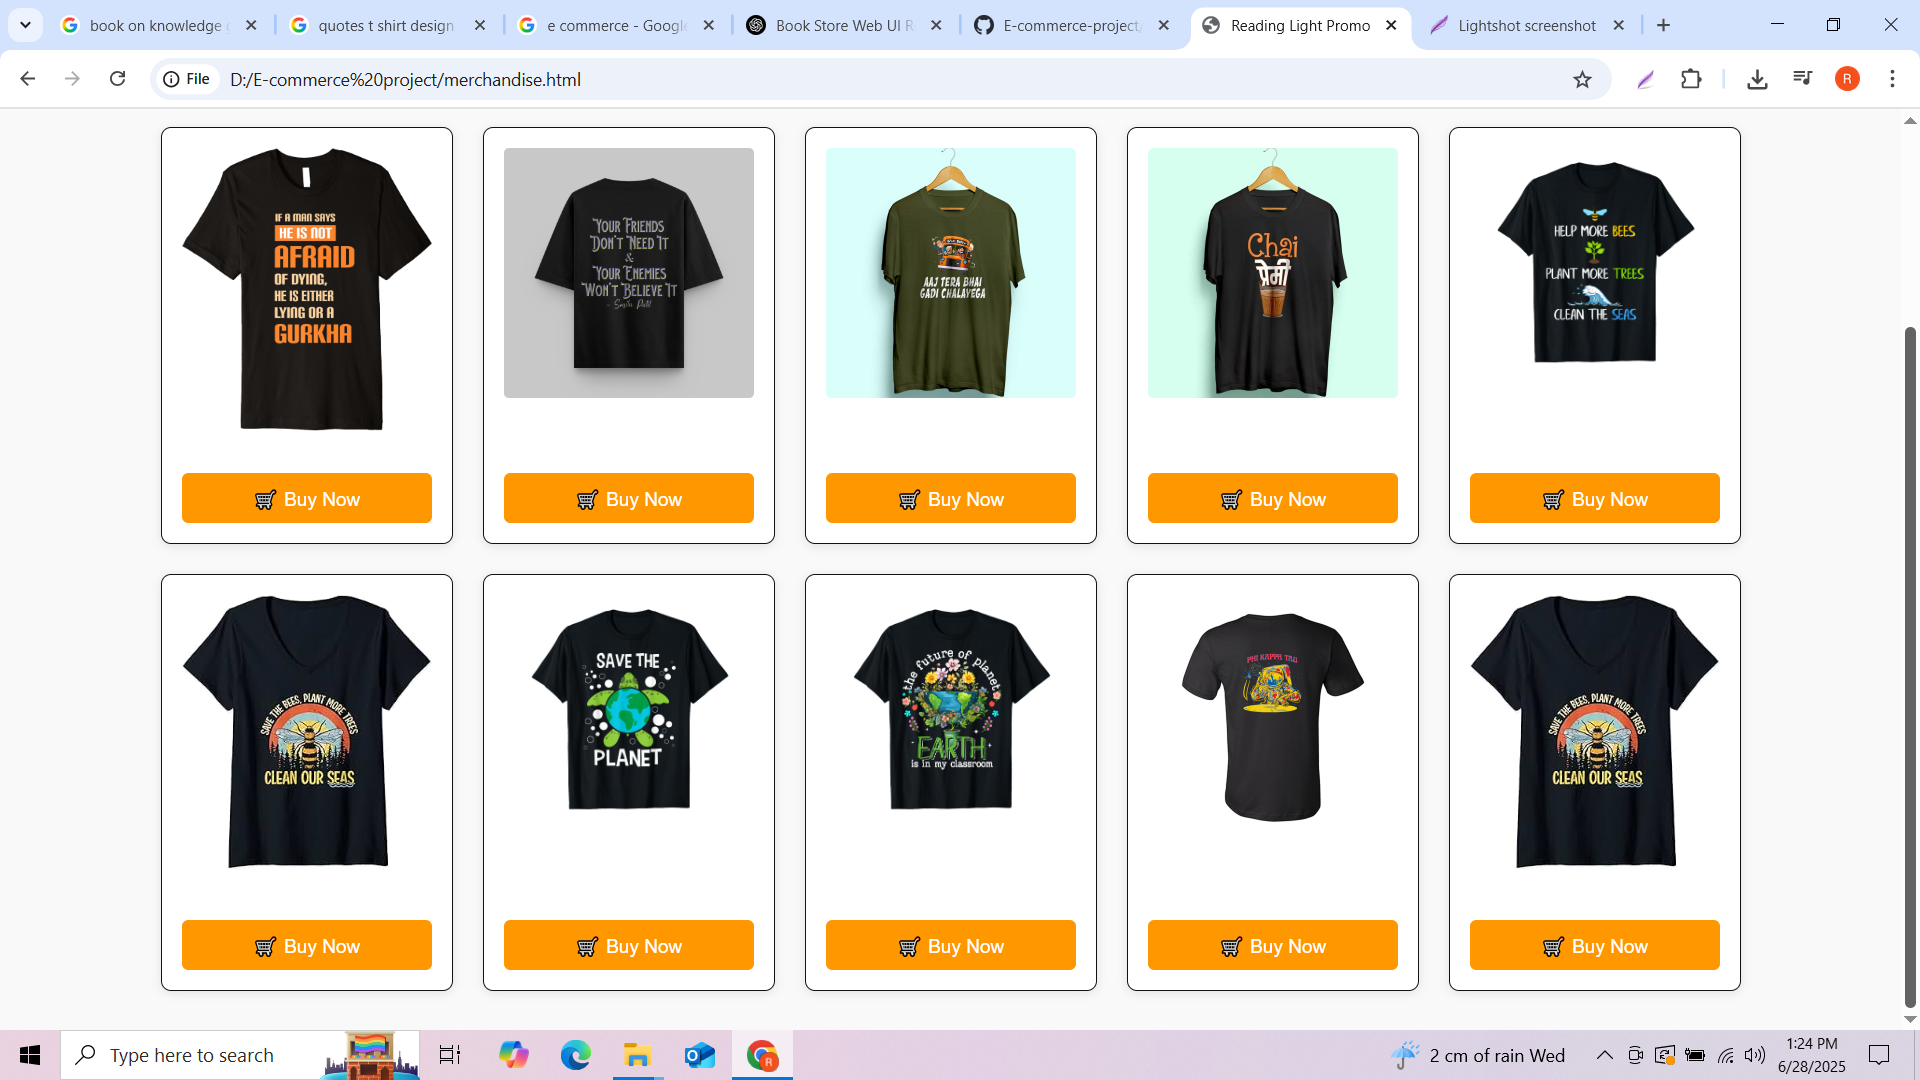 book on knowledge
quotes t shirt design
e commerce - Google
Book Store Web UI R
E-commerce-project/
Reading Light Promo
Lightshot screenshot
File
D:/E-commerce%20project/merchandise.html
R
IF A MAN SAYS
HE IS NOT
AFRAID
OF DYING,
HE IS EITHER
LYING OR A
GURKHA
Buy Now
YOUR FRIENDS
DON'T NEED IT
&
YOUR ENEMIES
WON'T BELIEVE IT
Buy Now
AAJ TERA BHAI
GADI CHALAYEGA
Buy Now
Chai
प्रेमी
Buy Now
HELP MORE BEES
PLANT MORE TREES
CLEAN THE SEAS
Buy Now
SAVE THE BEES, PLANT MORE TREES
CLEAN OUR SEAS
Buy Now
SAVE THE
PLANET
Buy Now
the future of planet
EARTH
is in my classroom
Buy Now
PHI KAPPA TAU
Buy Now
SAVE THE BEES, PLANT MORE TREES
CLEAN OUR SEAS
Buy Now
Type here to search
2 cm of rain Wed
1:24 PM
6/28/2025